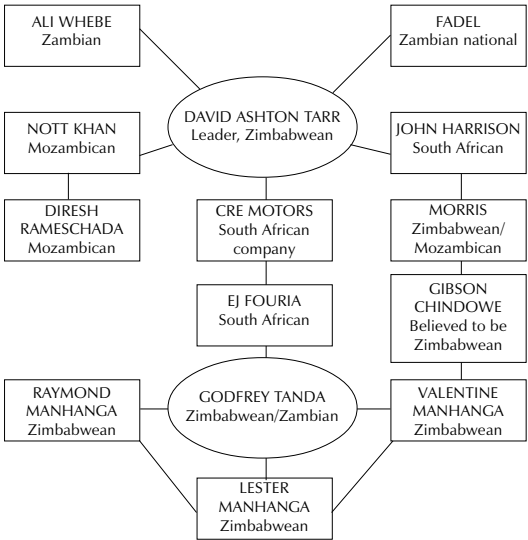 ALI WHEBE
Zambian
FADEL
Zambian national
DAVID ASHTON TARR
Leader, Zimbabwean
NOTT KHAN
Mozambican
JOHN HARRISON
South African
DIRESH
RAMESCHADA
Mozambican
CRE MOTORS
South African
company
MORRIS
Zimbabwean/
Mozambican
EJ FOURIA
South African
GIBSON
CHINDOWE
Believed to be
Zimbabwean
RAYMOND
MANHANGA
Zimbabwean
GODFREY TANDA
Zimbabwean/Zambian
VALENTINE
MANHANGA
Zimbabwean
LESTER
MANHANGA
Zimbabwean